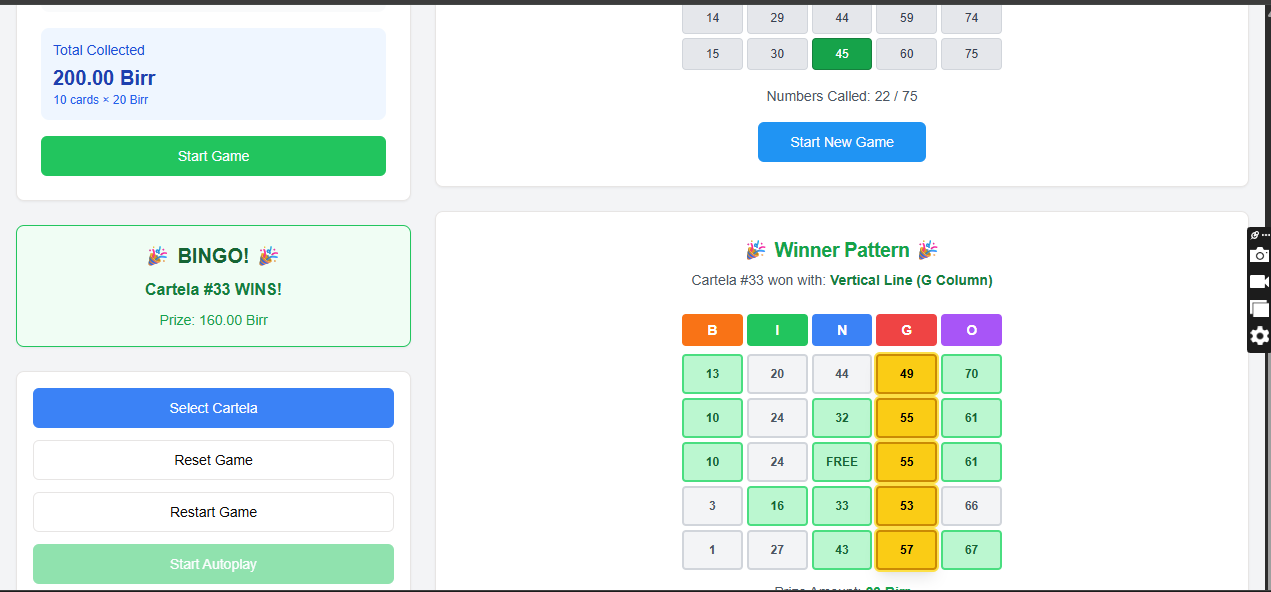 Total Collected
200.00 Birr
10 cards × 20 Birr
Start Game
🎉 BINGO! 🎉
Cartela #33 WINS!
Prize: 160.00 Birr
Select Cartela
Reset Game
Restart Game
Start Autoplay
14 29 44 59 74
15 30 45 60 75
Numbers Called: 22 / 75
Start New Game
🎉 Winner Pattern 🎉
Cartela #33 won with: Vertical Line (G Column)
B I N G O
13 20 44 49 70
10 24 32 55 61
10 24 FREE 55 61
3 16 33 53 66
1 27 43 57 67
Prize Amount: